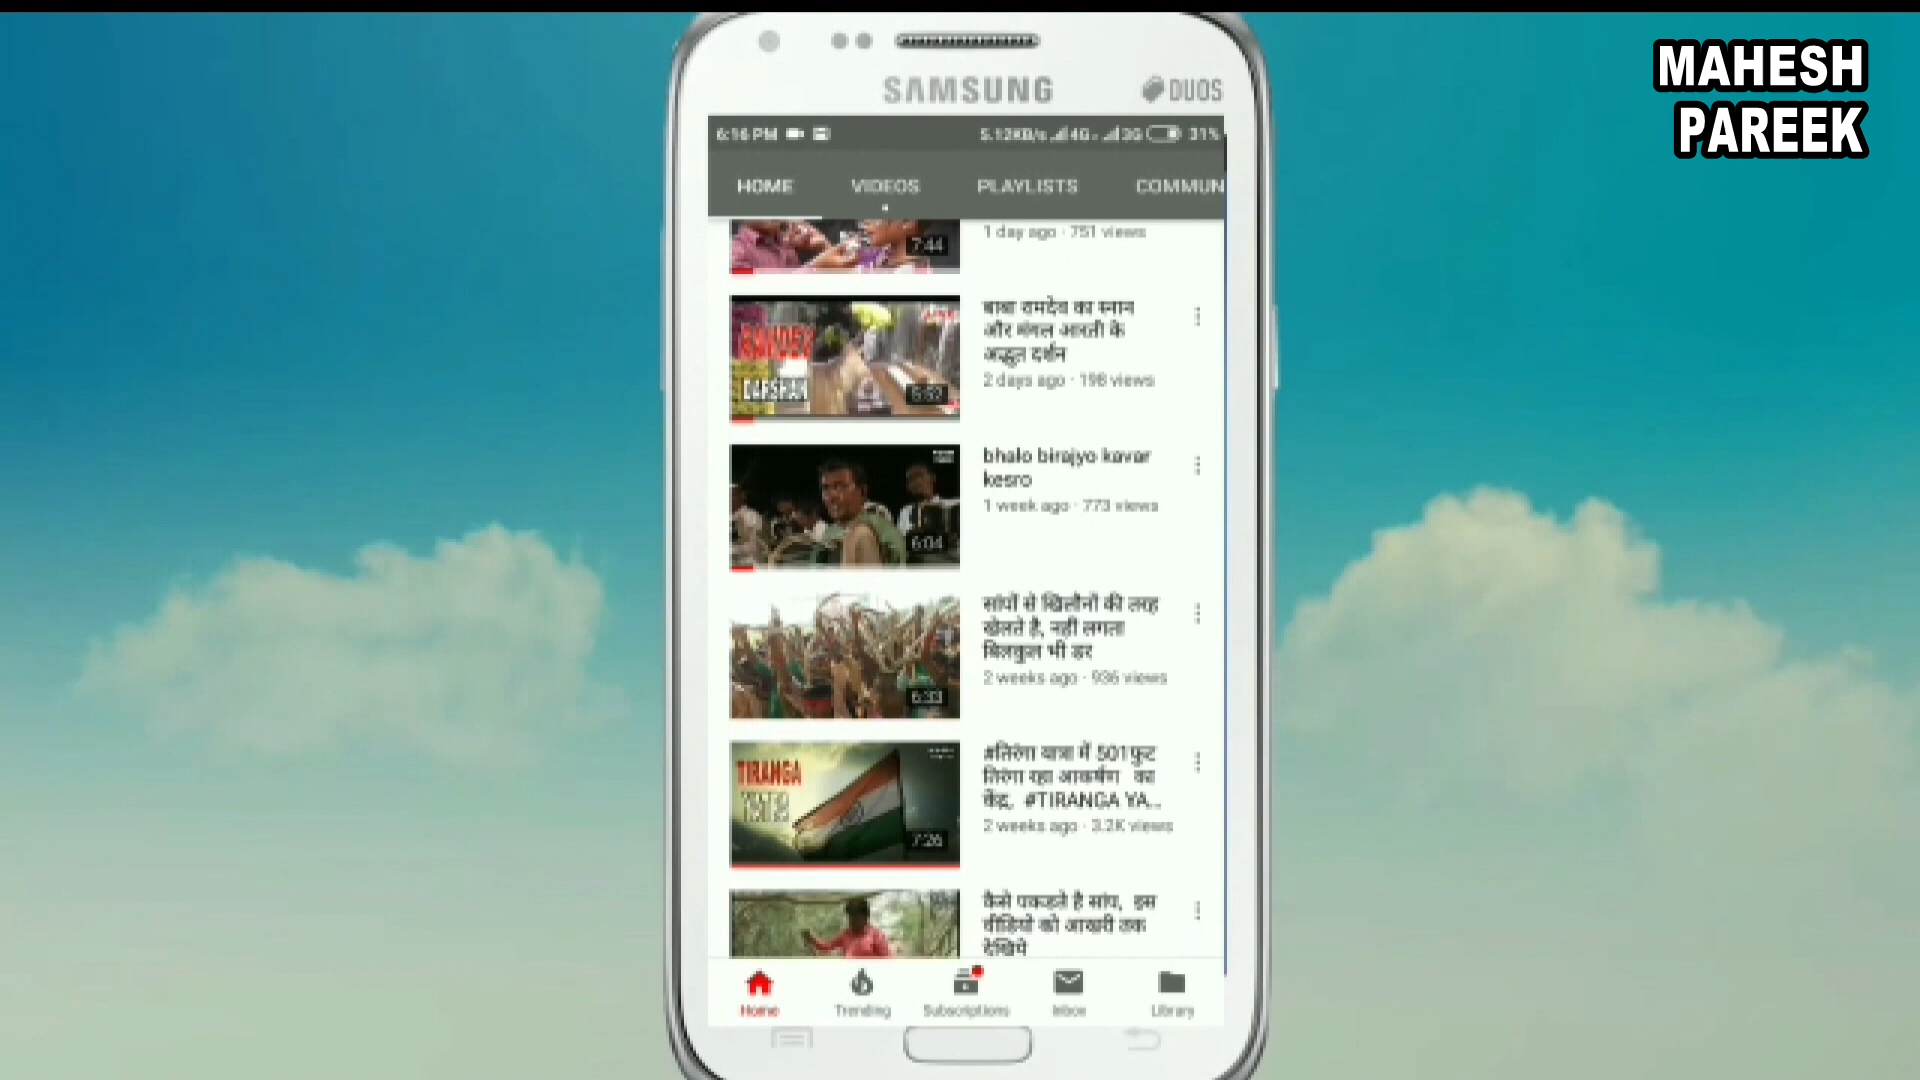 MAHESH
PAREEK
SAMSUNG
DUOS
6:16 PM
5.12KB/s 4G 3G 31%
HOME VIDEOS PLAYLISTS COMMUN
7:44
1 day ago · 751 views
बाबा रामदेव का स्नान
और मंगल आरती के
अद्भुत दर्शन
2 days ago · 198 views
RAMDEV
DARSHAN
bhalo birajyo kavar
kesro
1 week ago · 773 views
6:04
सांपों से खिलौनों की तरह
खेलते है, नही लगता
बिलकुल भी डर
2 weeks ago · 936 views
6:33
#तिरंगा यात्रा में 501फुट
तिरंगा रहा आकर्षण का
केंद्र, #TIRANGA YA...
2 weeks ago · 3.2K views
TIRANGA
7:26
कैसे पकड़ते है सांप, इस
वीडियो को आखरी तक
देखिये
Home Trending Subscriptions Inbox Library